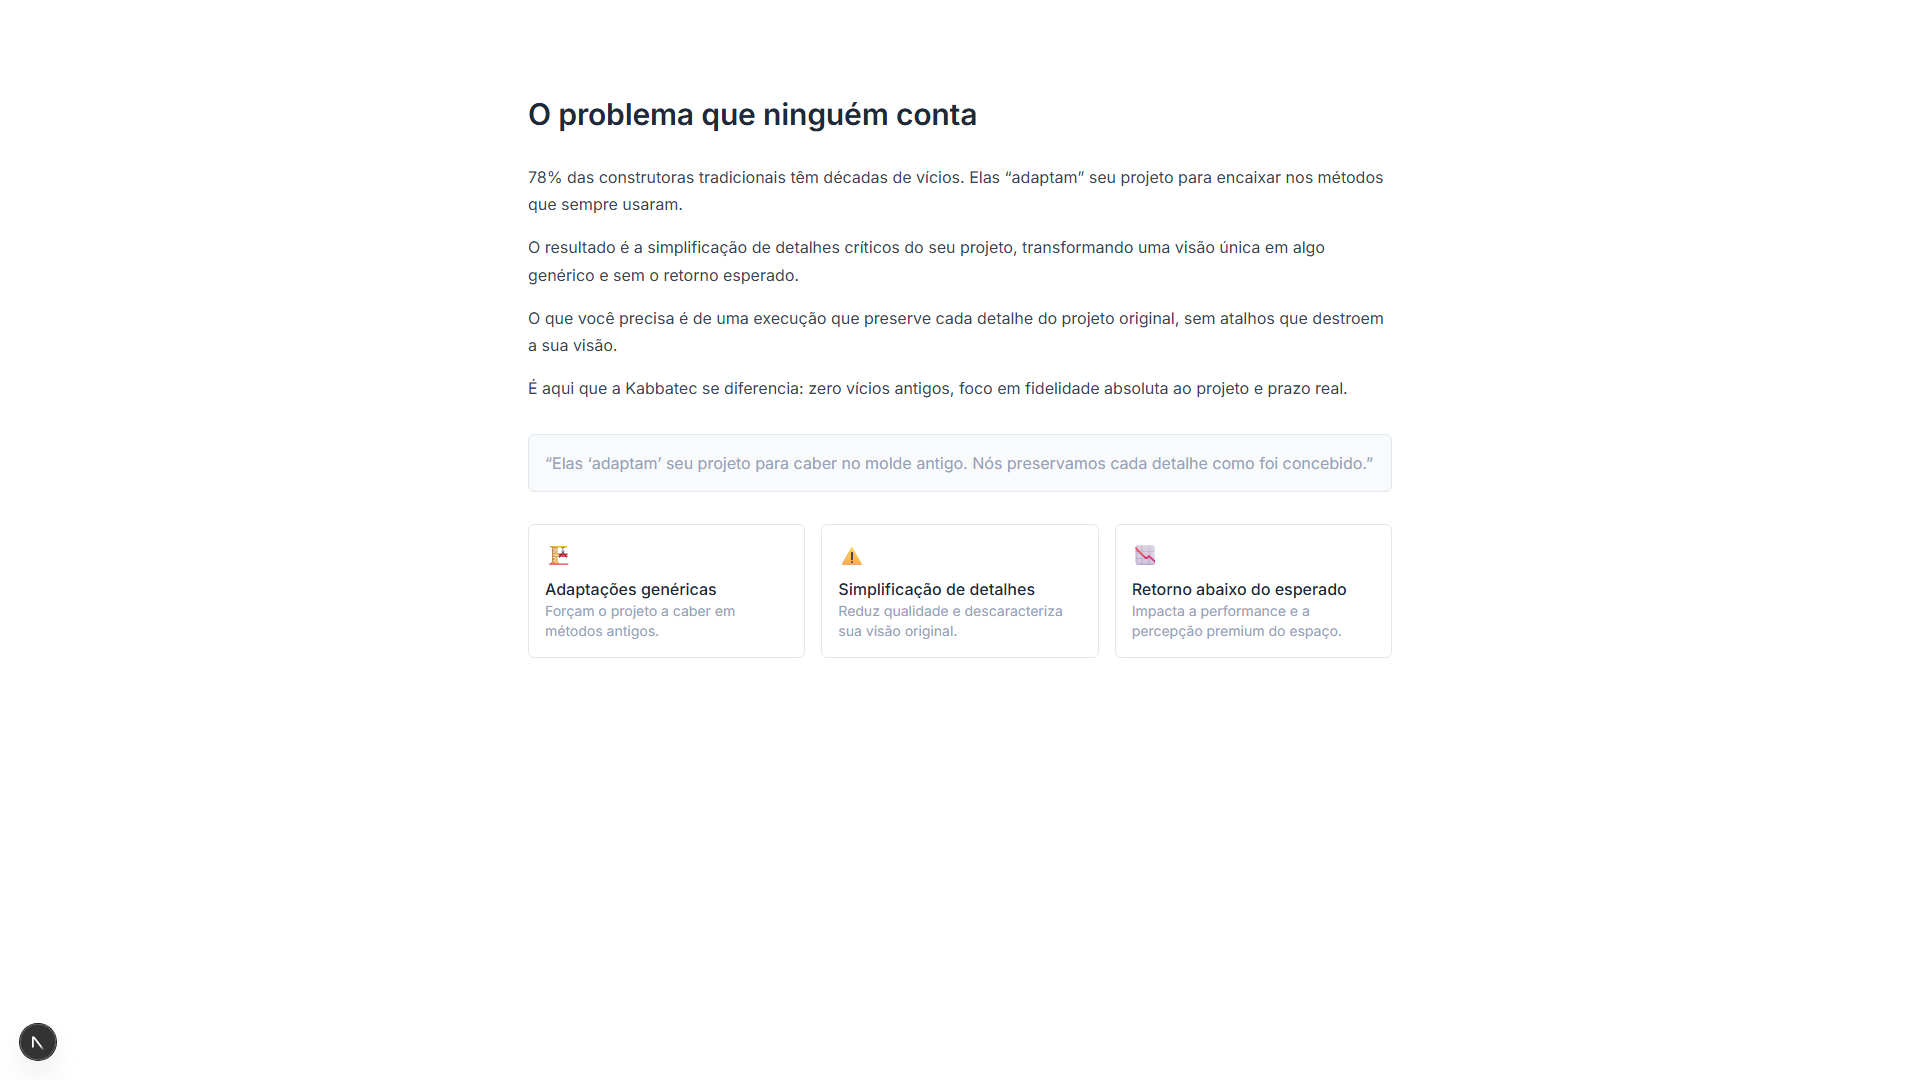 O problema que ninguém conta
78% das construtoras tradicionais têm décadas de vícios. Elas “adaptam” seu projeto para encaixar nos métodos
que sempre usaram.
O resultado é a simplificação de detalhes críticos do seu projeto, transformando uma visão única em algo
genérico e sem o retorno esperado.
O que você precisa é de uma execução que preserve cada detalhe do projeto original, sem atalhos que destroem
a sua visão.
É aqui que a Kabbatec se diferencia: zero vícios antigos, foco em fidelidade absoluta ao projeto e prazo real.
“Elas ‘adaptam’ seu projeto para caber no molde antigo. Nós preservamos cada detalhe como foi concebido.”
Adaptações genéricas
Forçam o projeto a caber em
métodos antigos.
Simplificação de detalhes
Reduz qualidade e descaracteriza
sua visão original.
Retorno abaixo do esperado
Impacta a performance e a
percepção premium do espaço.